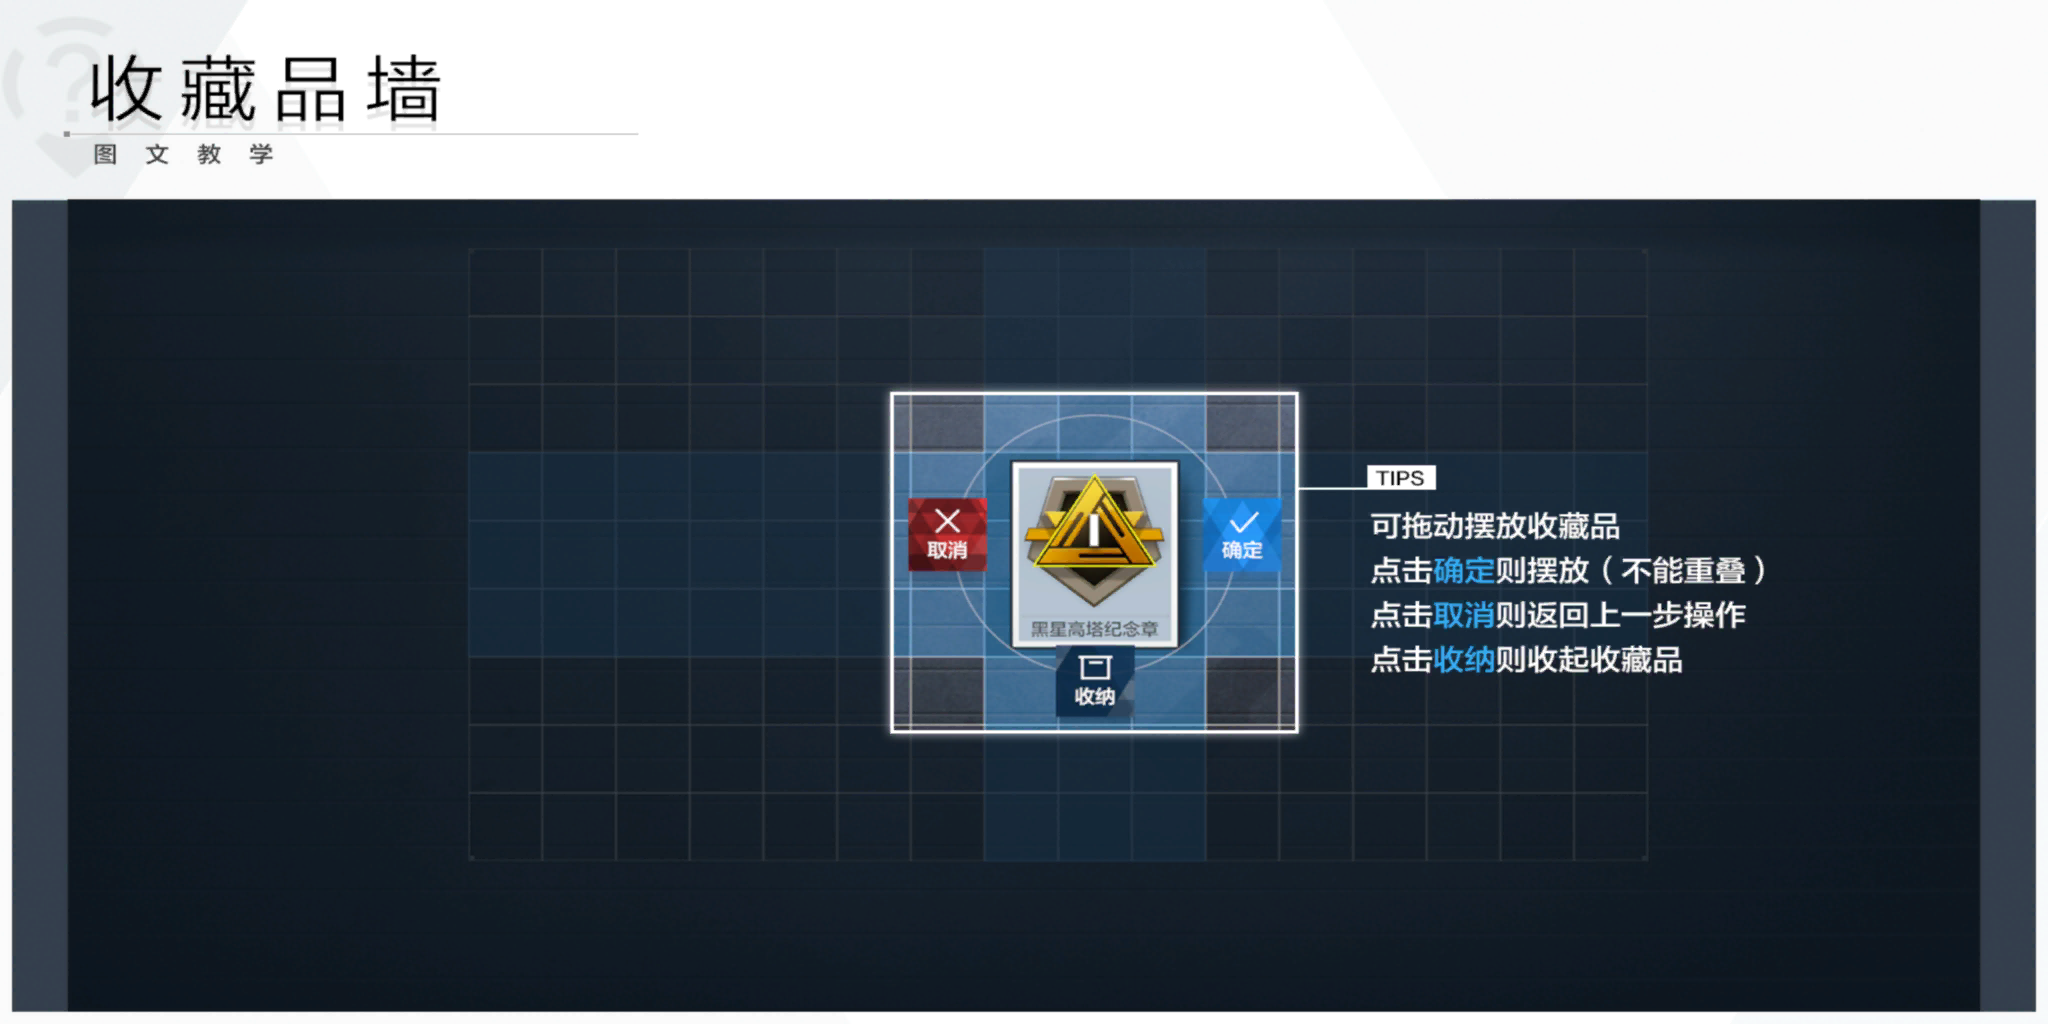 收藏品墙
图文教学
取消
确定
黑星高塔纪念章
收纳
TIPS
可拖动摆放收藏品
点击确定则摆放（不能重叠）
点击取消则返回上一步操作
点击收纳则收起收藏品